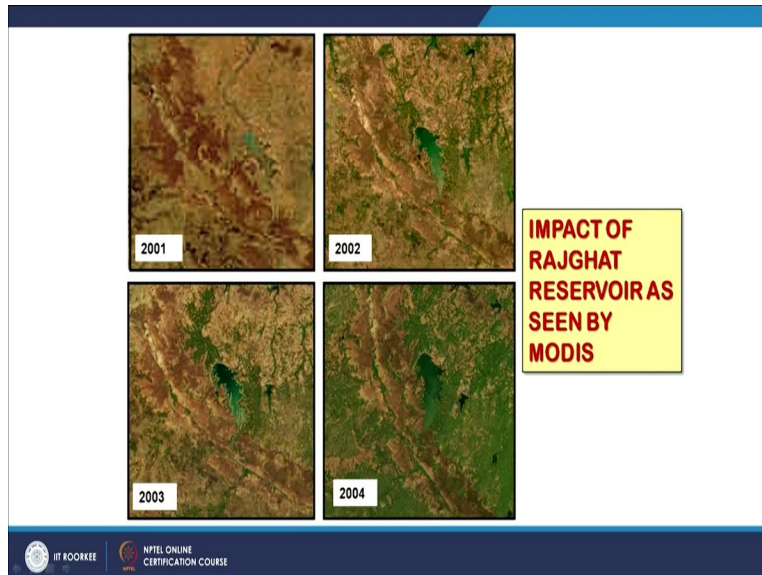 2001
2002
IMPACT OF
RAJGHAT
RESERVOIR AS
SEEN BY
MODIS
2003
2004
IIT ROORKEE
NPTEL ONLINE
CERTIFICATION COURSE